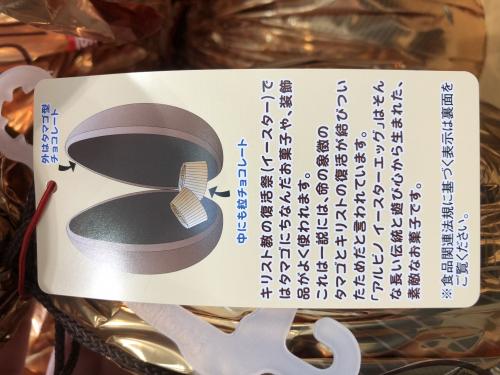 外はタマゴ型
チョコレート
中にも粒チョコレート
キリスト教の復活祭(イースター)で
はタマゴにちなんだお菓子や、装飾
品がよく使われます。
これは一説には、命の象徴の
タマゴとキリストの復活が結びつい
たためだと言われています。
「アルビノ イースターエッグ」はそん
な長い伝統と遊び心から生まれた、
素敵なお菓子です。
※食品関連法規に基づく表示は裏面を
ご覧ください。